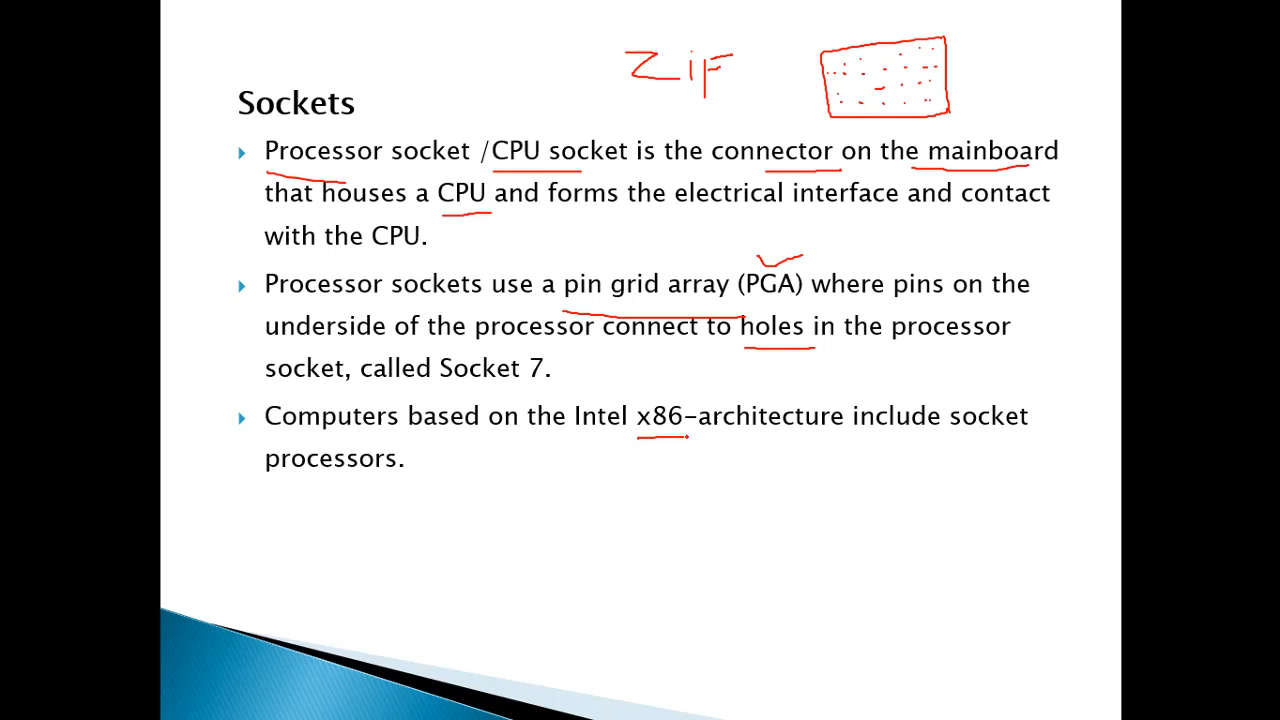 ZiF
Sockets
Processor socket /CPU socket is the connector on the mainboard
that houses a CPU and forms the electrical interface and contact
with the CPU.
Processor sockets use a pin grid array (PGA) where pins on the
underside of the processor connect to holes in the processor
socket, called Socket 7.
Computers based on the Intel x86-architecture include socket
processors.